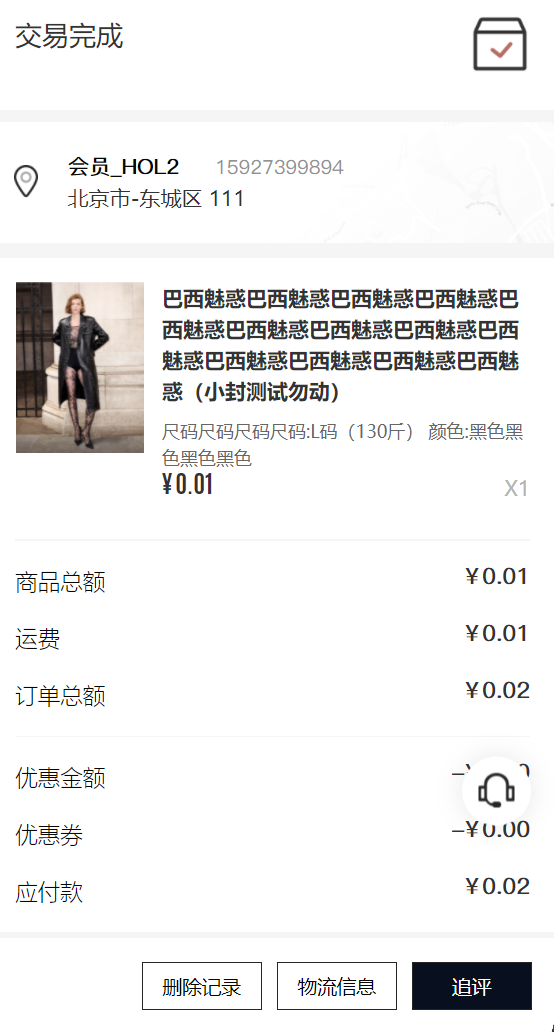 交易完成
会员_HOL2 15927399894
北京市-东城区 111
巴西魅惑巴西魅惑巴西魅惑巴西魅惑巴
西魅惑巴西魅惑巴西魅惑巴西魅惑巴西
魅惑巴西魅惑巴西魅惑巴西魅惑巴西魅
惑（小封测试勿动）
尺码尺码尺码尺码:L码（130斤） 颜色:黑色黑
色黑色黑色
¥0.01 X1
商品总额 ¥0.01
运费 ¥0.01
订单总额 ¥0.02
优惠金额
优惠券 –¥0.00
应付款 ¥0.02
删除记录 物流信息 追评